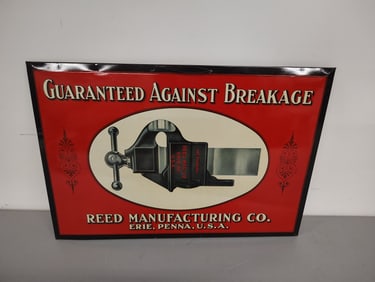 GUARANTEED AGAINST BREAKAGE
REED MANUFACTURING CO.
ERIE, PENNA, U.S.A.